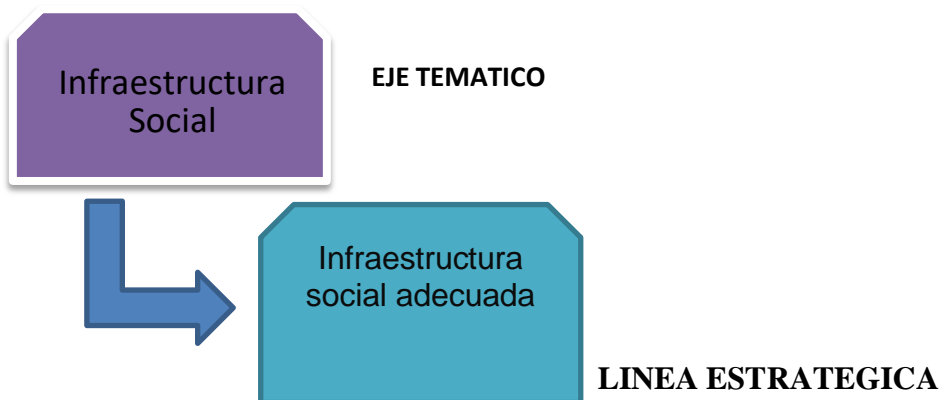 Infraestructura
Social
EJE TEMATICO
Infraestructura
social adecuada
LINEA ESTRATEGICA